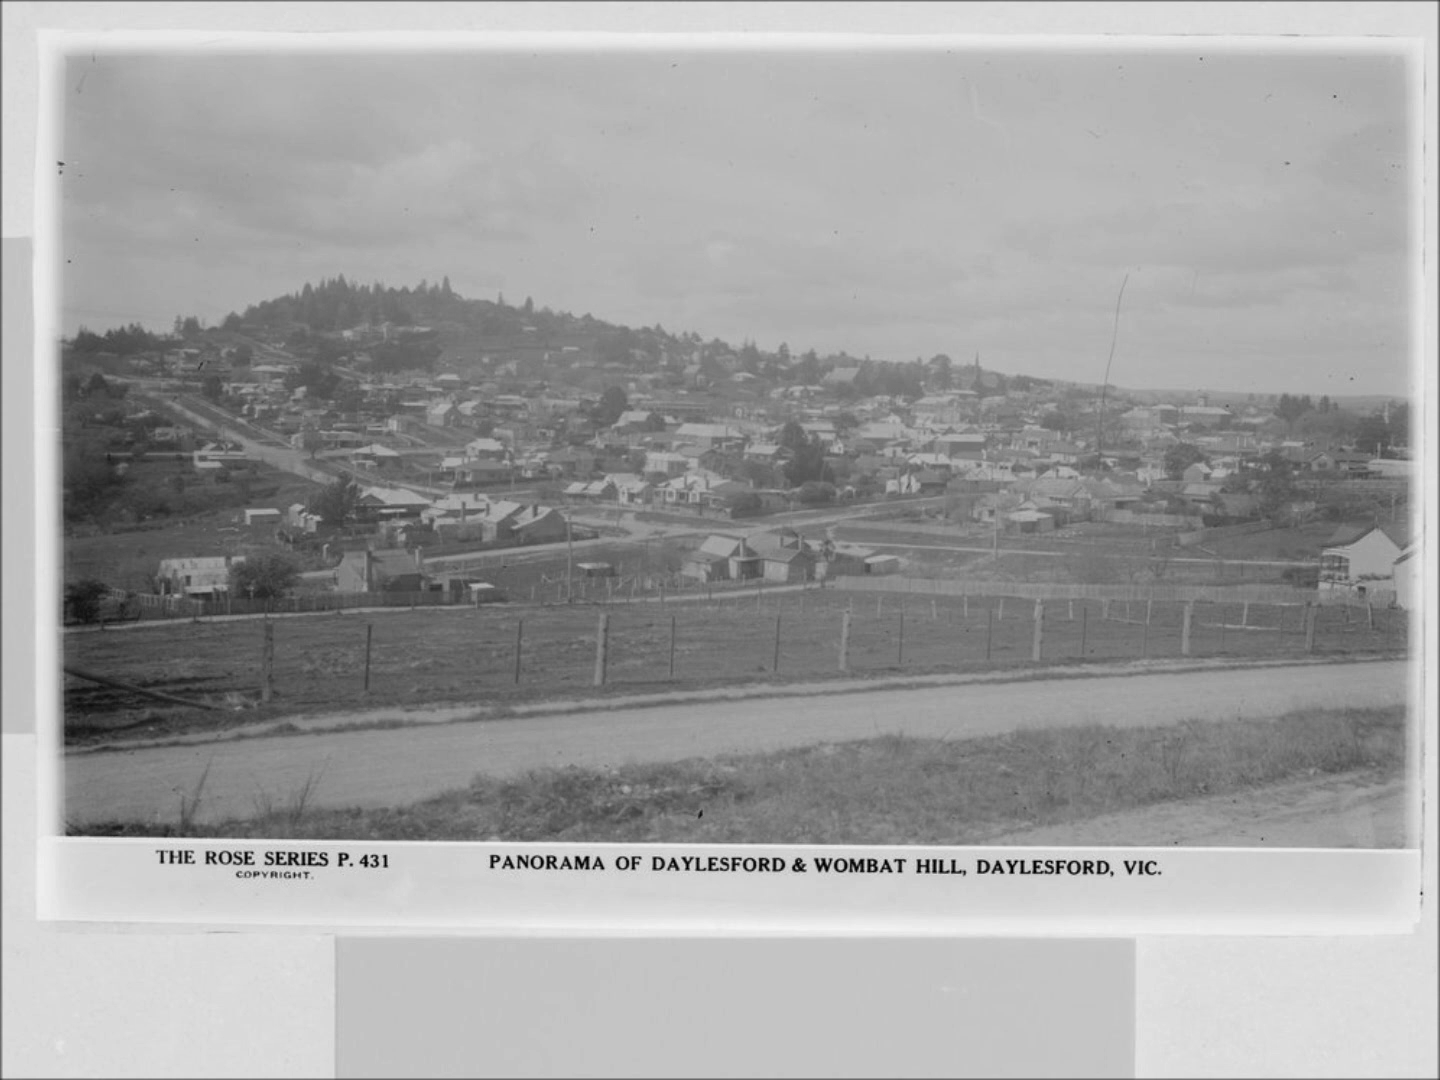 THE ROSE SERIES P. 431
COPYRIGHT.
PANORAMA OF DAYLESFORD & WOMBAT HILL, DAYLESFORD, VIC.